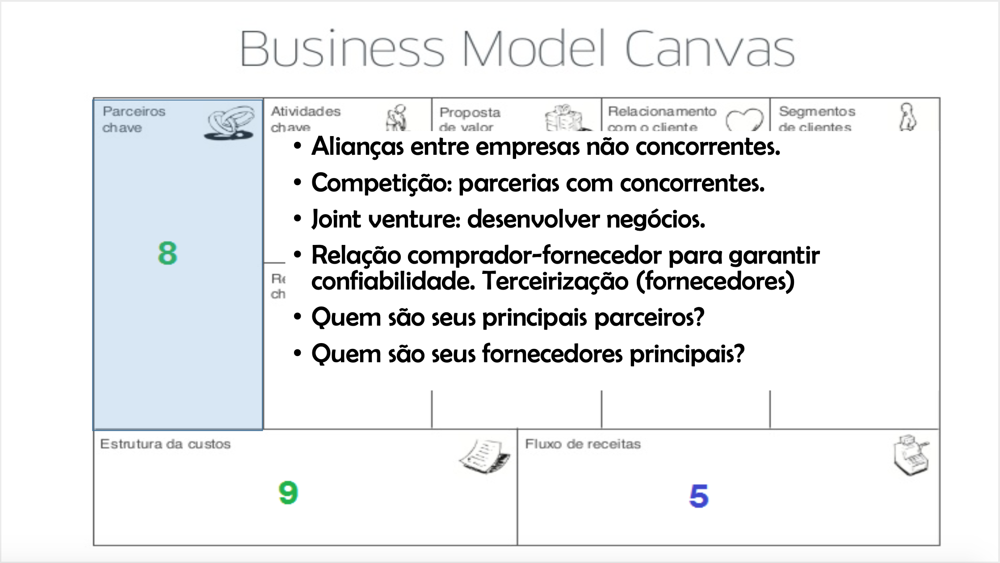 Business Model Canvas
Parceiros
chave
Atividades
chave
Proposta
de valor
Relacionamento
com o cliente
Segmentos
de clientes
• Alianças entre empresas não concorrentes.
• Competição: parcerias com concorrentes.
• Joint venture: desenvolver negócios.
• Relação comprador-fornecedor para garantir
confiabilidade. Terceirização (fornecedores)
• Quem são seus principais parceiros?
• Quem são seus fornecedores principais?
8
ch
Estrutura da custos
9
Fluxo de receitas
5